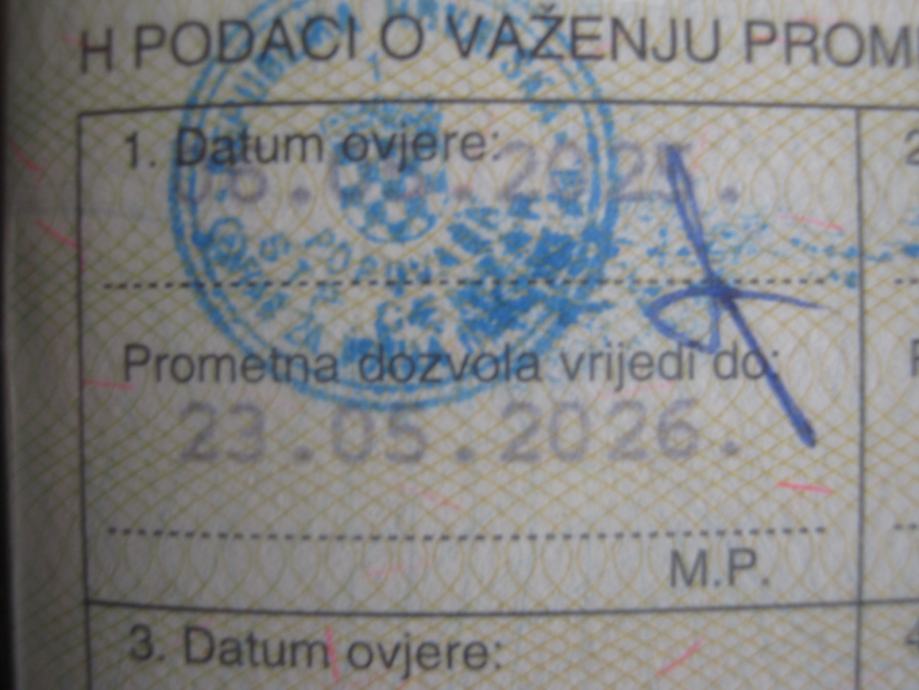 H PODACI O VAŽENJU PROM
1. Datum ovjere:
Prometna dozvola vrijedi do:
23.05.2026.
M.P.
3. Datum ovjere: